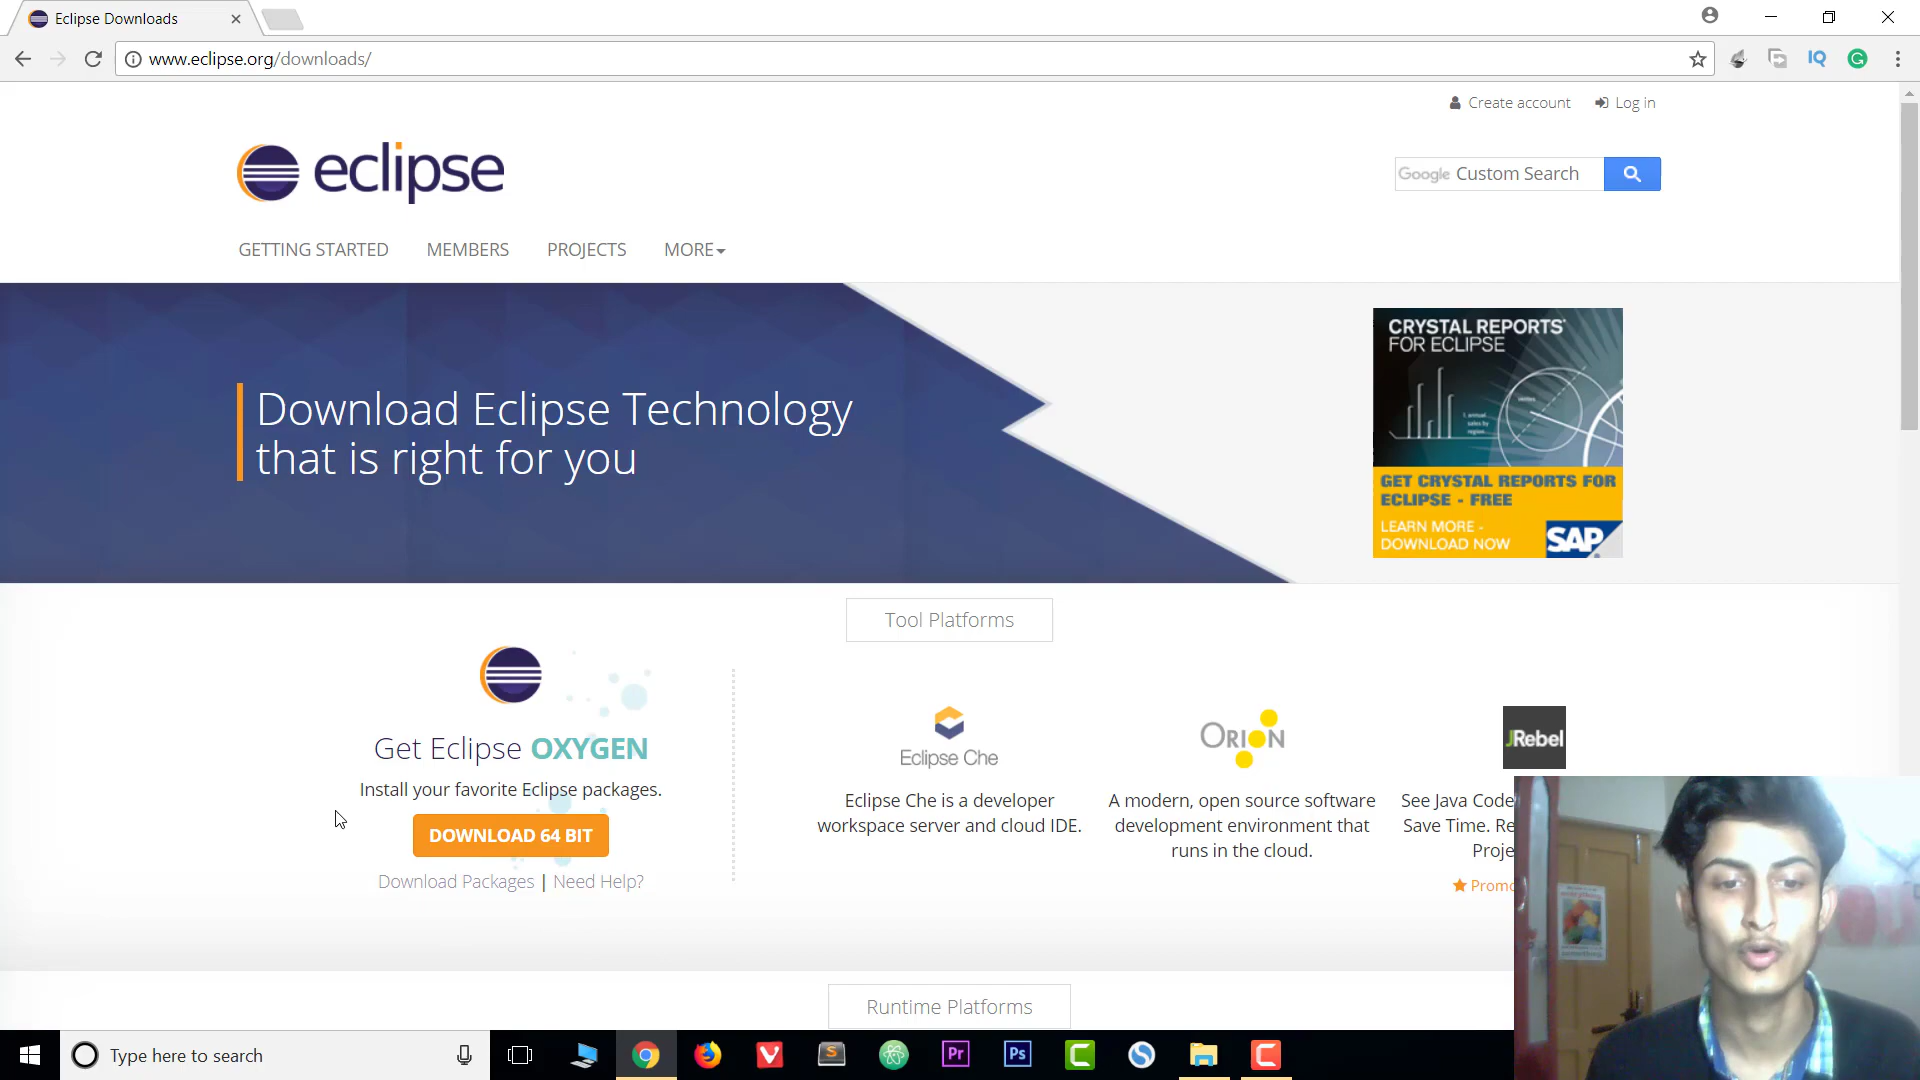 Eclipse Downloads
www.eclipse.org/downloads/
IQ
Create account
Log in
eclipse
Google Custom Search
GETTING STARTED
MEMBERS
PROJECTS
MORE
Download Eclipse Technology
that is right for you
CRYSTAL REPORTS
FOR ECLIPSE
GET CRYSTAL REPORTS FOR
ECLIPSE - FREE
LEARN MORE -
DOWNLOAD NOW
SAP
Tool Platforms
Get Eclipse OXYGEN
Install your favorite Eclipse packages.
DOWNLOAD 64 BIT
Download Packages | Need Help?
Eclipse Che
Eclipse Che is a developer
workspace server and cloud IDE.
ORION
A modern, open source software
development environment that
runs in the cloud.
JRebel
See Java Code
Save Time. Re
Proje
Promo
Runtime Platforms
Type here to search
Pr
Ps